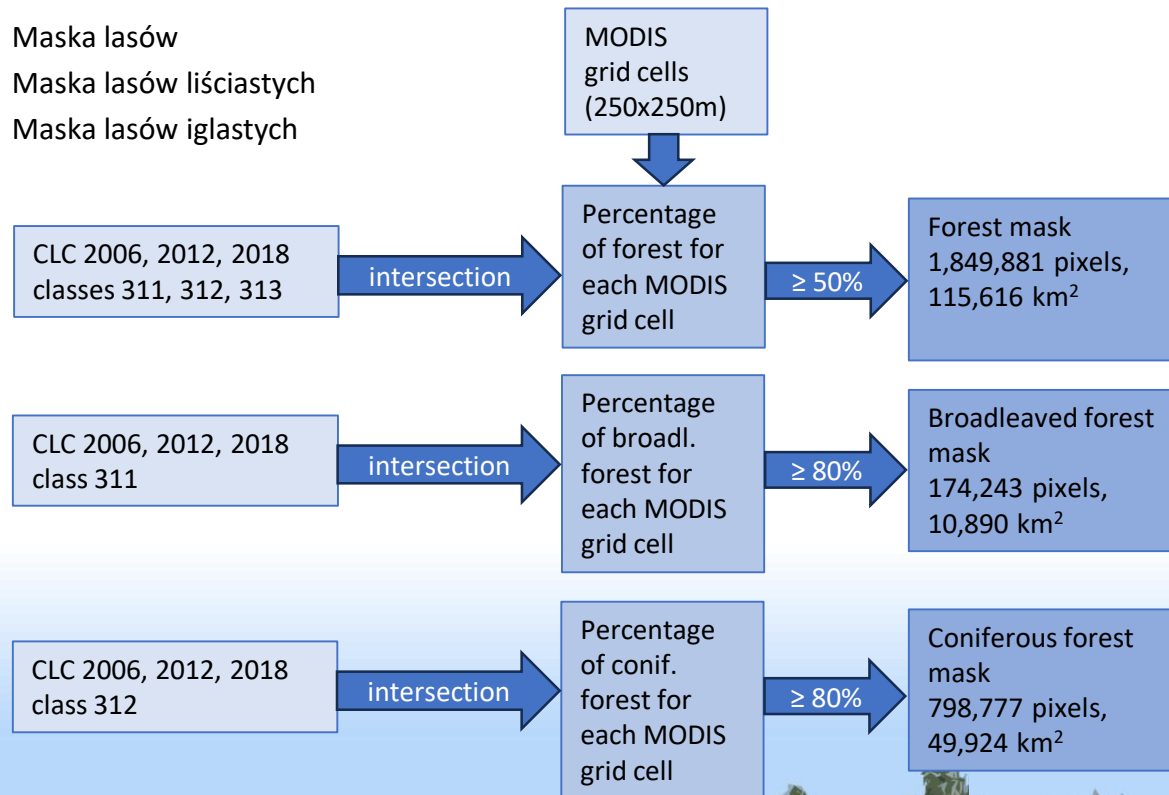 Maska lasów
Maska lasów liściastych
Maska lasów iglastych
MODIS
grid cells
(250x250m)
CLC 2006, 2012, 2018
classes 311, 312, 313
intersection
Percentage
of forest for
each MODIS
grid cell
≥ 50%
Forest mask
1,849,881 pixels,
115,616 km²
CLC 2006, 2012, 2018
class 311
intersection
Percentage
of broadl.
forest for
each MODIS
grid cell
≥ 80%
Broadleaved forest
mask
174,243 pixels,
10,890 km²
CLC 2006, 2012, 2018
class 312
intersection
Percentage
of conif.
forest for
each MODIS
grid cell
≥ 80%
Coniferous forest
mask
798,777 pixels,
49,924 km²